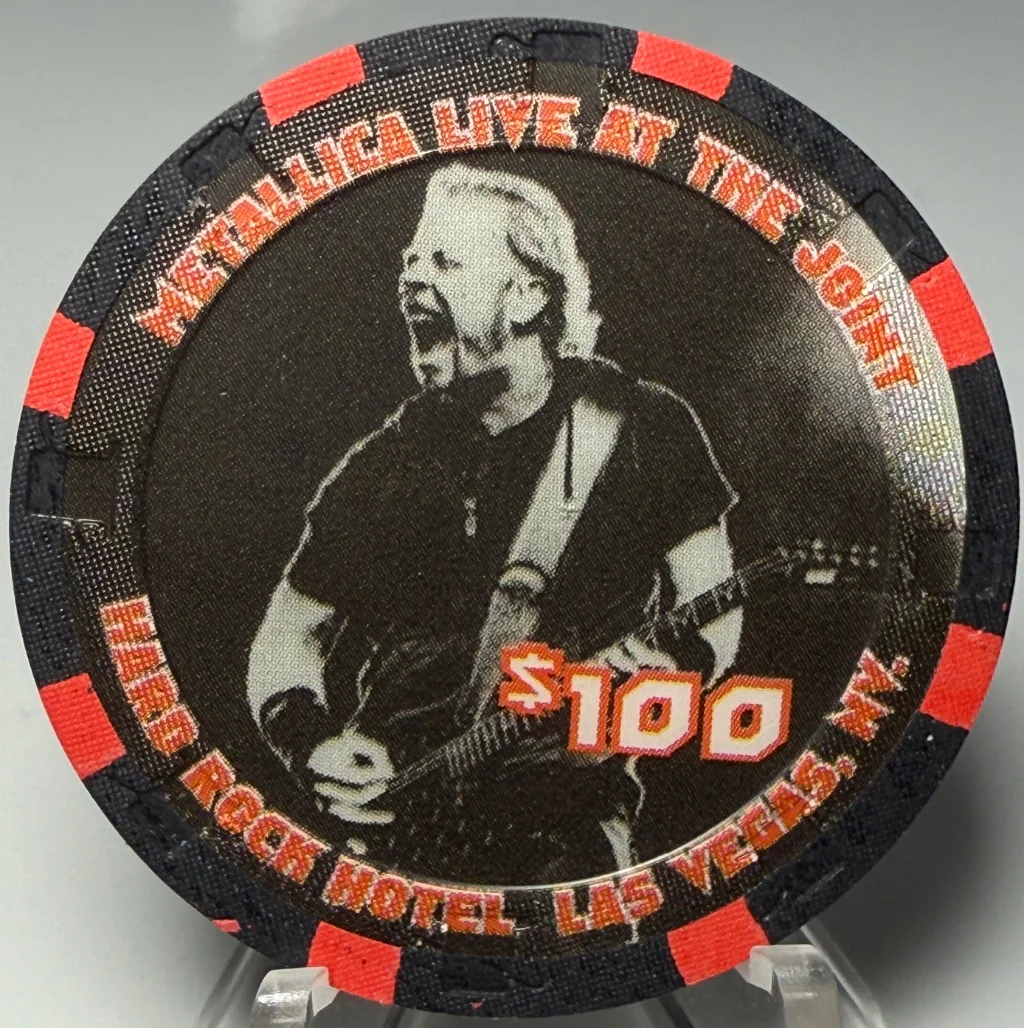 METALLICA LIVE AT THE JOINT
$100
HARD ROCK HOTEL LAS VEGAS, NV.